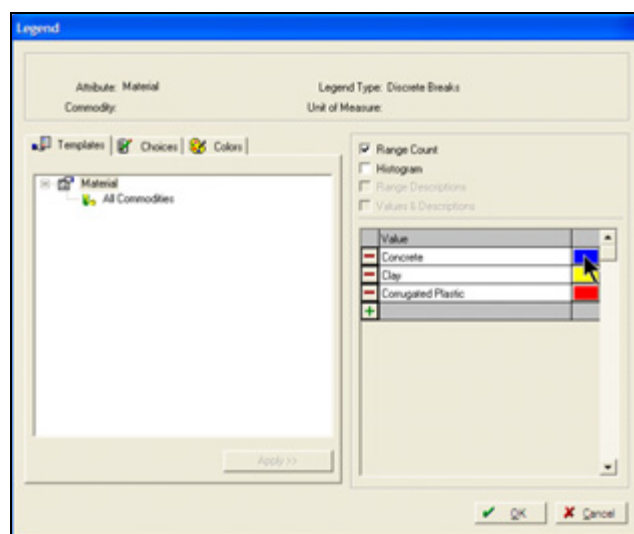 Legend
Attribute: Material
Legend Type: Discrete Breaks
Commodity:
Unit of Measure:
Templates
Choices
Colors
Material
All Commodities
Apply >>
Range Count
Histogram
Range Descriptions
Values & Descriptions
Value
Concrete
Clay
Corrugated Plastic
OK
Cancel